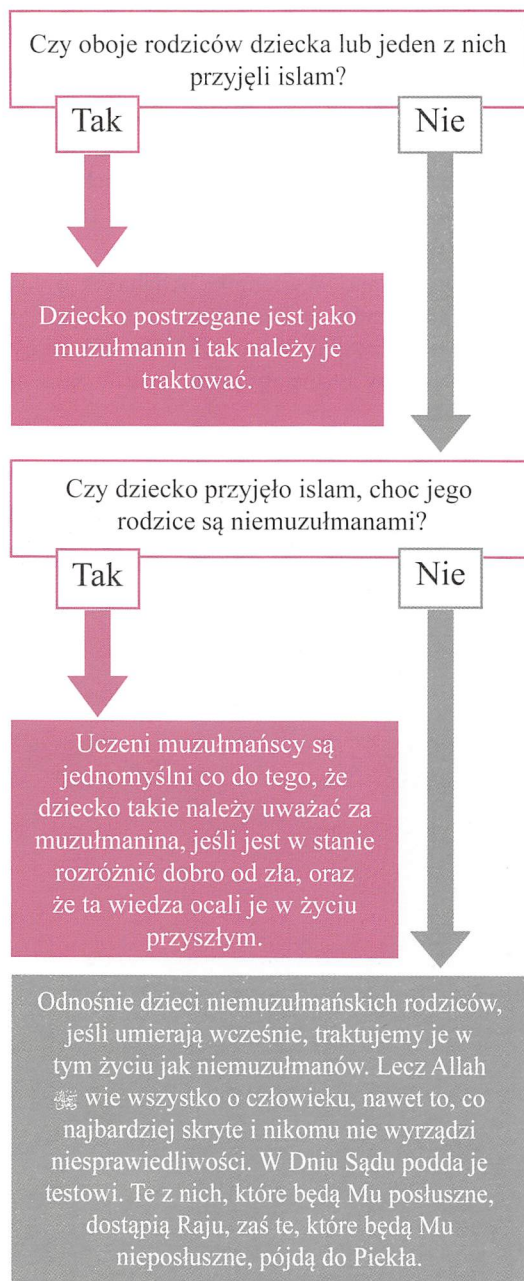 Czy oboje rodziców dziecka lub jeden z nich
przyjęli islam?
Tak
Nie
Dziecko postrzegane jest jako
muzułmanin i tak należy je
traktować.
Czy dziecko przyjęło islam, choc jego
rodzice są niemuzułmanami?
Tak
Nie
Uczeni muzułmańscy są
jednomyślni co do tego, że
dziecko takie należy uważać za
muzułmanina, jeśli jest w stanie
rozróżnić dobro od zła, oraz
że ta wiedza ocali je w życiu
przyszłym.
Odnośnie dzieci niemuzułmańskich rodziców,
jeśli umierają wcześnie, traktujemy je w
tym życiu jak niemuzułmanów. Lecz Allah
wie wszystko o człowieku, nawet to, co
najbardziej skryte i nikomu nie wyrządzi
niesprawiedliwości. W Dniu Sądu podda je
testowi. Te z nich, które będą Mu posłuszne,
dostąpią Raju, zaś te, które będą Mu
nieposłuszne, pójdą do Piekła.